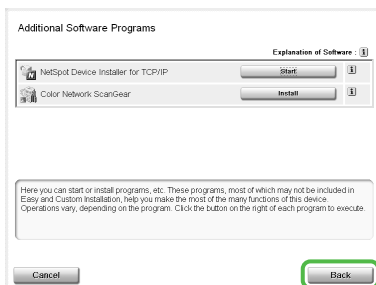 Additional Software Programs
Explanation of Software :
NetSpot Device Installer for TCP/IP
Start
Color Network ScanGear
Install
Here you can start or install programs, etc. These programs, most of which may not be included in
Easy and Custom Installation, help you make the most of the many functions of this device.
Operations vary, depending on the program. Click the button on the right of each program to execute.
Cancel
Back